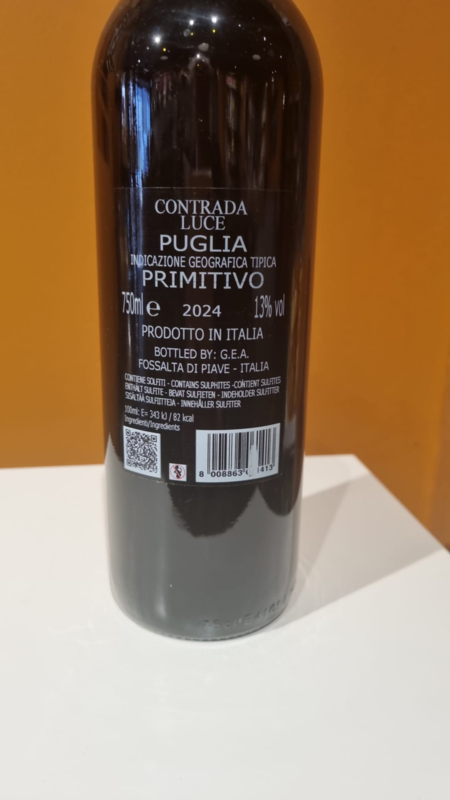 CONTRADA
LUCE
PUGLIA
INDICAZIONE GEOGRAFICA TIPICA
PRIMITIVO
750ml e 2024 13% vol
PRODOTTO IN ITALIA
BOTTLED BY: G.E.A.
FOSSALTA DI PIAVE - ITALIA
CONTIENE SOLFITI - CONTAINS SULPHITES - CONTIENT SULFITES
ENTHÄLT SULFITE - BEVAT SULFIETEN - INDEHOLDER SULFITTER
SISÄLTÄÄ SULFIITTEJA - INNEHÅLLER SULFITER
100ml: E= 343 kJ / 82 kcal
Ingredienti/Ingredients